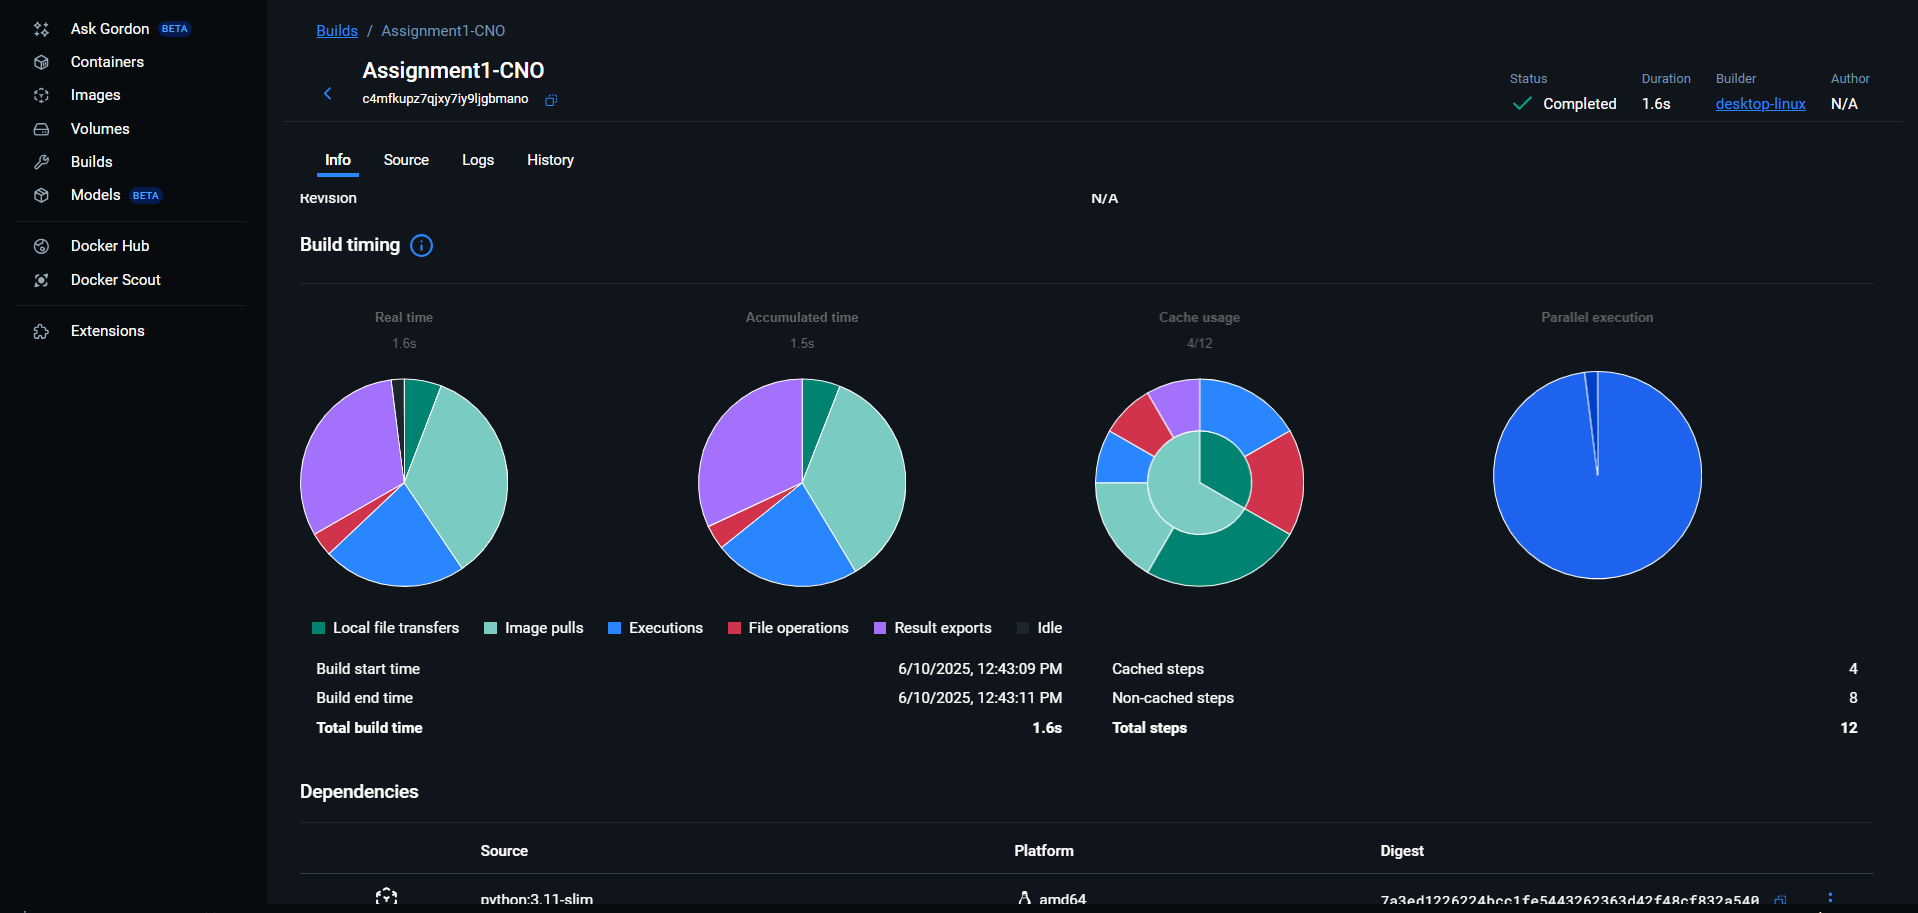 Ask Gordon BETA
Containers
Images
Volumes
Builds
Models BETA
Docker Hub
Docker Scout
Extensions
Builds / Assignment1-CNO
Assignment1-CNO
c4mfkupz7qjxy7iy9ljgbmano
Status
Completed
Duration
1.6s
Builder
desktop-linux
Author
N/A
Info Source Logs History
Revision N/A
Build timing
Real time
1.6s
Accumulated time
1.5s
Cache usage
4/12
Parallel execution
Local file transfers Image pulls Executions File operations Result exports Idle
Build start time 6/10/2025, 12:43:09 PM
Build end time 6/10/2025, 12:43:11 PM
Total build time 1.6s
Cached steps 4
Non-cached steps 8
Total steps 12
Dependencies
Source Platform Digest
python:3.11-slim amd64 7a3ed1226224bcc1fe5443262363d42f48cf832a540